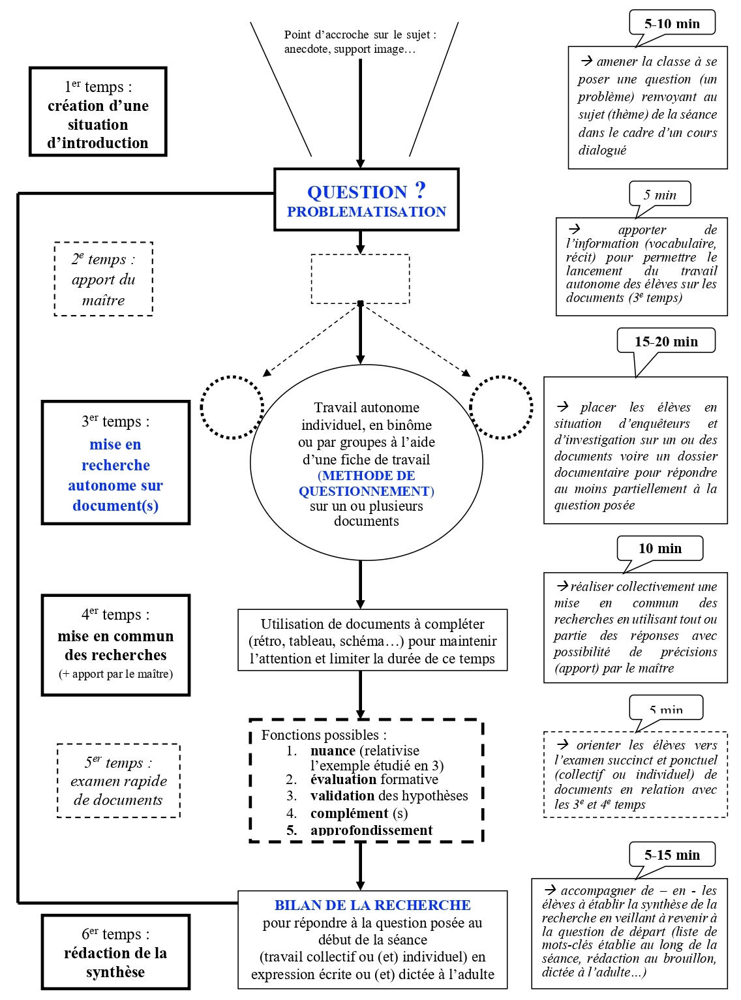 5-10 min
Point d’accroche sur le sujet :
anecdote, support image…
→ amener la classe à se
poser une question (un
problème) renvoyant au
sujet (thème) de la séance
dans le cadre d’un cours
dialogué
1er temps :
création d’une
situation
d’introduction
QUESTION ?
PROBLEMATISATION
5 min
→ apporter de
l’information (vocabulaire,
récit) pour permettre le
lancement du travail
autonome des élèves sur les
documents (3e temps)
2e temps :
apport du
maître
15-20 min
3er temps :
mise en
recherche
autonome sur
document(s)
Travail autonome
individuel, en binôme
ou par groupes à l’aide
d’une fiche de travail
(METHODE DE
QUESTIONNEMENT)
sur un ou plusieurs
documents
→ placer les élèves en
situation d’enquêteurs et
d’investigation sur un ou des
documents voire un dossier
documentaire pour répondre
au moins partiellement à la
question posée
10 min
4er temps :
mise en commun
des recherches
(+ apport par le maître)
Utilisation de documents à compléter
(rétro, tableau, schéma…) pour maintenir
l’attention et limiter la durée de ce temps
→ réaliser collectivement une
mise en commun des
recherches en utilisant tout ou
partie des réponses avec
possibilité de précisions
(apport) par le maître
5 min
5er temps :
examen rapide
de documents
Fonctions possibles :
1. nuance (relativise
l’exemple étudié en 3)
2. évaluation formative
3. validation des hypothèses
4. complément (s)
5. approfondissement
→ orienter les élèves vers
l’examen succinct et ponctuel
(collectif ou individuel) de
documents en relation avec
les 3e et 4e temps
5-15 min
6er temps :
rédaction de la
synthèse
BILAN DE LA RECHERCHE
pour répondre à la question posée au
début de la séance
(travail collectif ou (et) individuel) en
expression écrite ou (et) dictée à l’adulte
→ accompagner de – en - les
élèves à établir la synthèse de la
recherche en veillant à revenir à
la question de départ (liste de
mots-clés établie au long de la
séance, rédaction au brouillon,
dictée à l’adulte…)